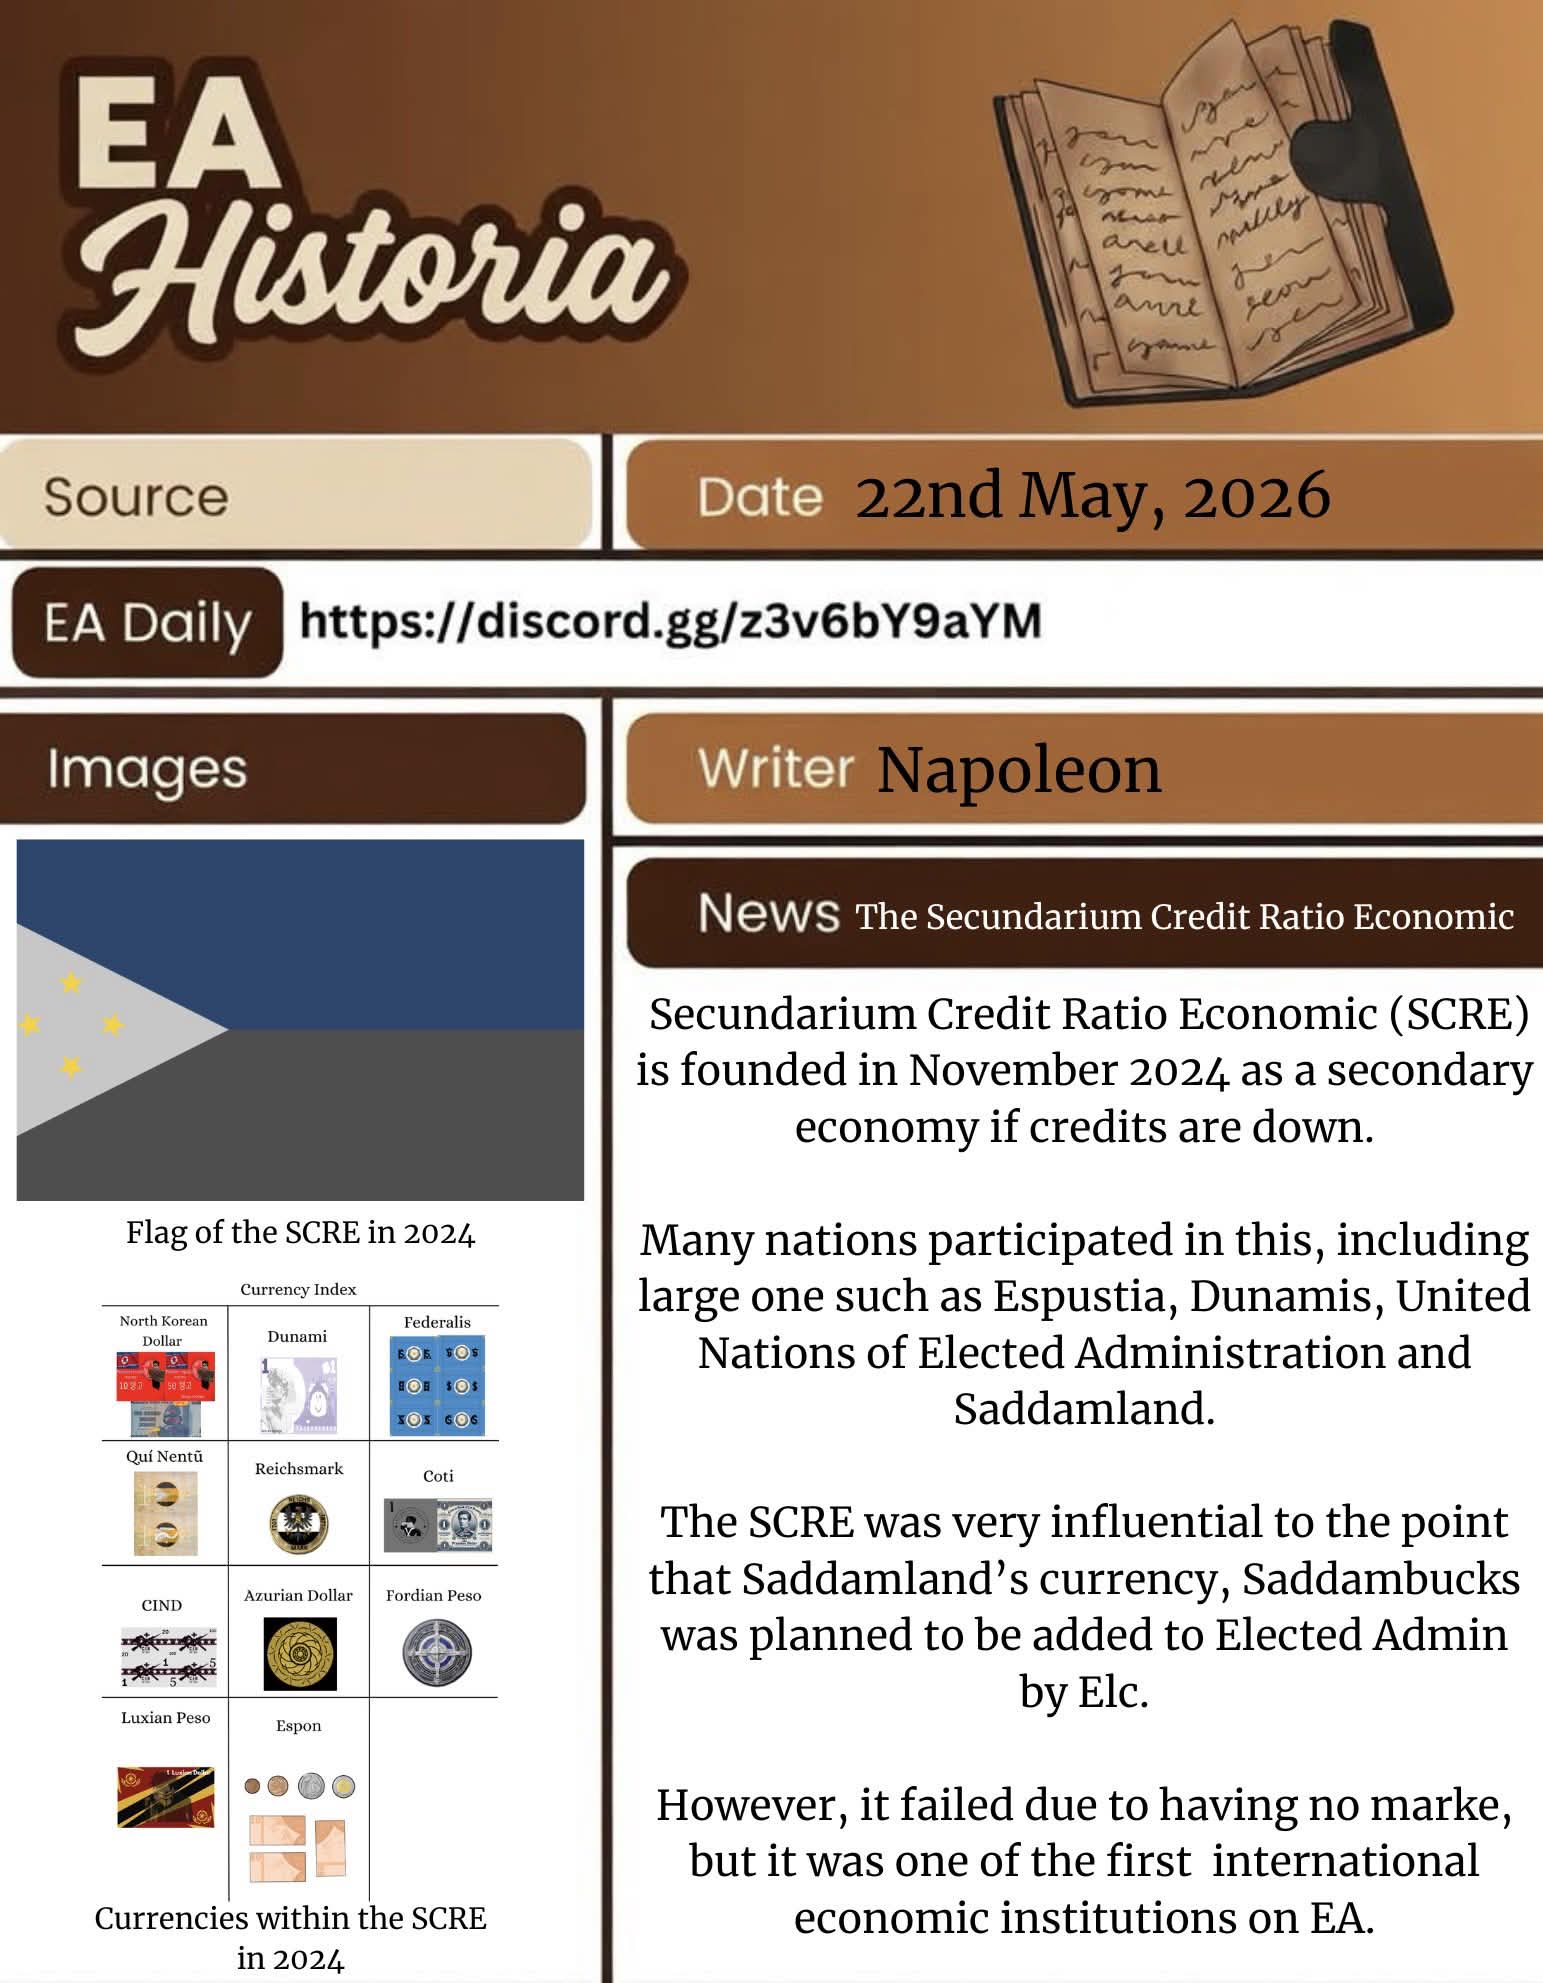 EA
Historia
Source
Date 22nd May, 2026
EA Daily https://discord.gg/z3v6bY9aYM
Images
Writer Napoleon
News The Secundarium Credit Ratio Economic
Flag of the SCRE in 2024
Currency Index
North Korean
Dollar
Dunami
Federalis
Quí Nentũ
Reichsmark
Coti
CIND
Azurian Dollar
Fordian Peso
Luxian Peso
1 Luxian Dollar
Espon
Currencies within the SCRE
in 2024
Secundarium Credit Ratio Economic (SCRE)
is founded in November 2024 as a secondary
economy if credits are down.
Many nations participated in this, including
large one such as Espustia, Dunamis, United
Nations of Elected Administration and
Saddamland.
The SCRE was very influential to the point
that Saddamland’s currency, Saddambucks
was planned to be added to Elected Admin
by Elc.
However, it failed due to having no marke,
but it was one of the first international
economic institutions on EA.